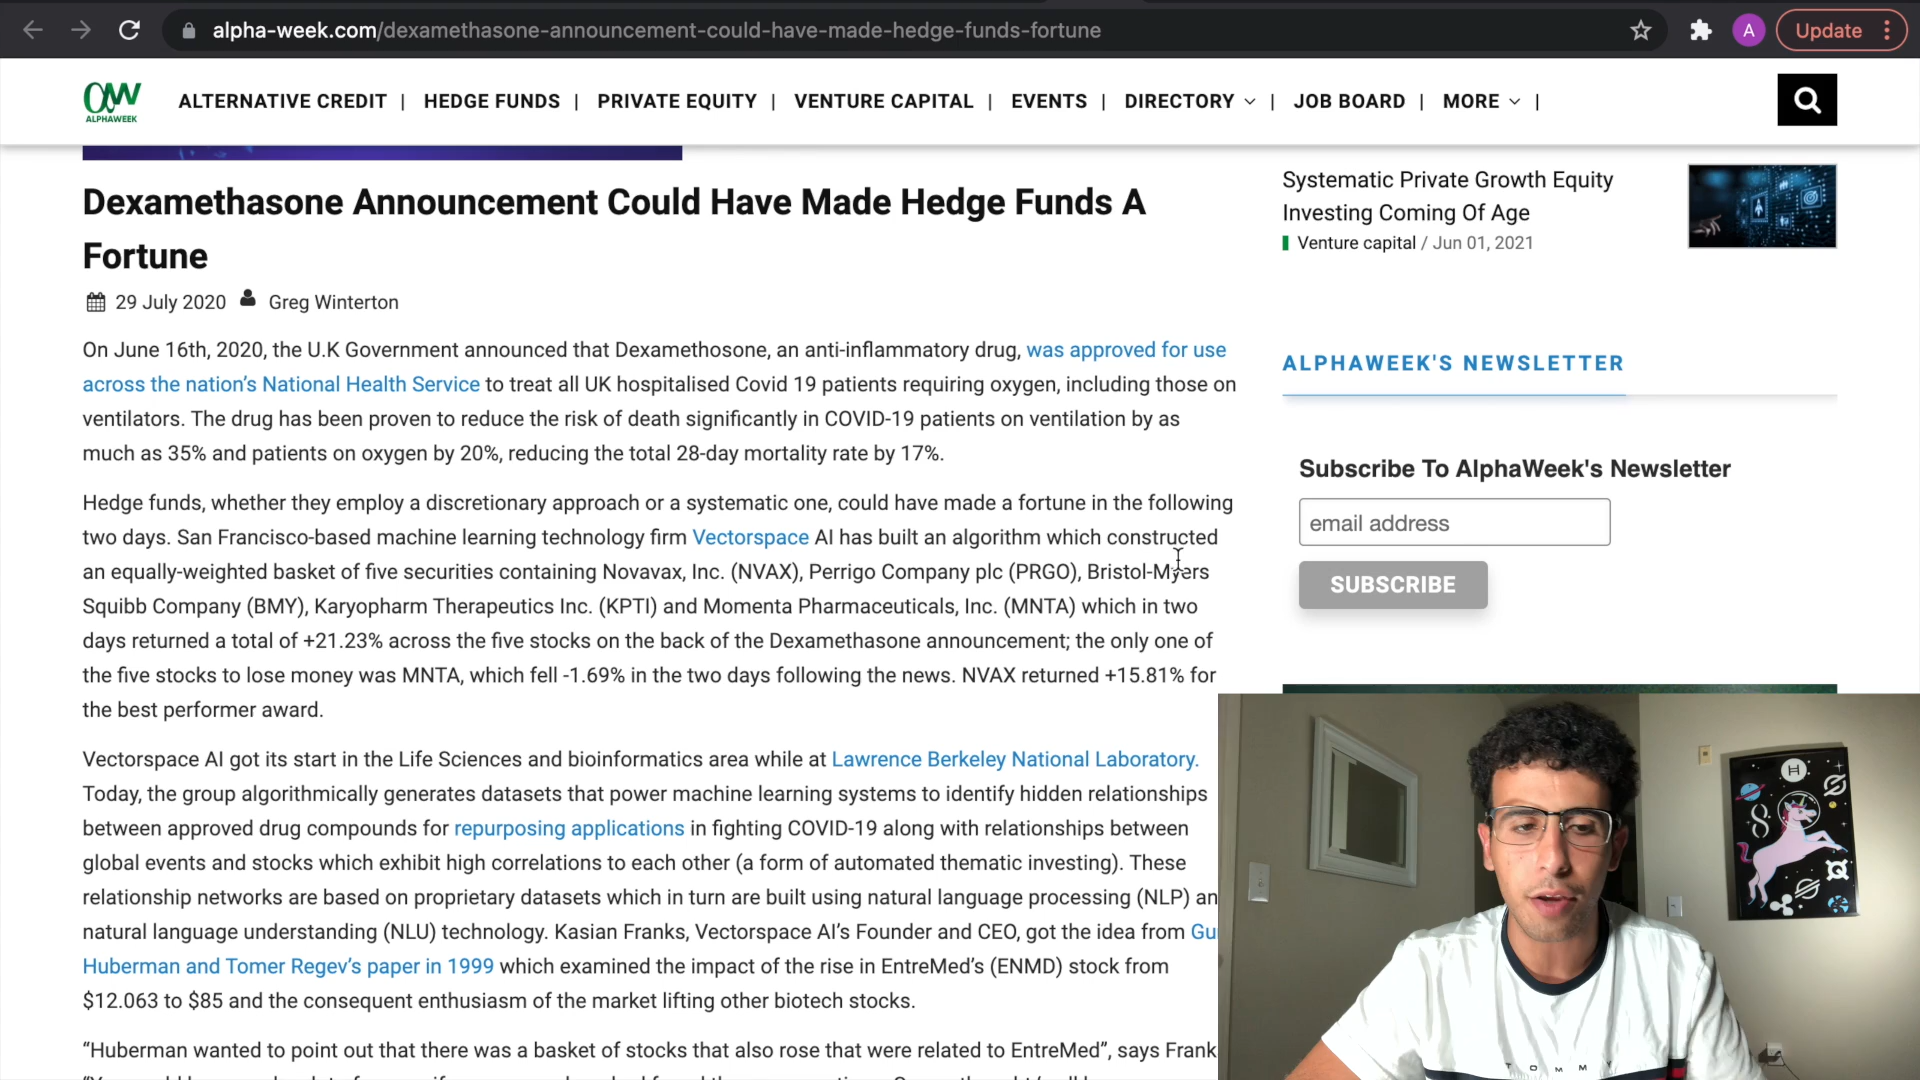 alpha-week.com/dexamethasone-announcement-could-have-made-hedge-funds-fortune
A
Update
ALPHAWEEK
ALTERNATIVE CREDIT | HEDGE FUNDS | PRIVATE EQUITY | VENTURE CAPITAL | EVENTS | DIRECTORY | JOB BOARD | MORE |
Dexamethasone Announcement Could Have Made Hedge Funds A
Fortune
29 July 2020 Greg Winterton
On June 16th, 2020, the U.K Government announced that Dexamethosone, an anti-inflammatory drug, was approved for use
across the nation’s National Health Service to treat all UK hospitalised Covid 19 patients requiring oxygen, including those on
ventilators. The drug has been proven to reduce the risk of death significantly in COVID-19 patients on ventilation by as
much as 35% and patients on oxygen by 20%, reducing the total 28-day mortality rate by 17%.
Hedge funds, whether they employ a discretionary approach or a systematic one, could have made a fortune in the following
two days. San Francisco-based machine learning technology firm Vectorspace AI has built an algorithm which constructed
an equally-weighted basket of five securities containing Novavax, Inc. (NVAX), Perrigo Company plc (PRGO), Bristol-Myers
Squibb Company (BMY), Karyopharm Therapeutics Inc. (KPTI) and Momenta Pharmaceuticals, Inc. (MNTA) which in two
days returned a total of +21.23% across the five stocks on the back of the Dexamethasone announcement; the only one of
the five stocks to lose money was MNTA, which fell -1.69% in the two days following the news. NVAX returned +15.81% for
the best performer award.
Vectorspace AI got its start in the Life Sciences and bioinformatics area while at Lawrence Berkeley National Laboratory.
Today, the group algorithmically generates datasets that power machine learning systems to identify hidden relationships
between approved drug compounds for repurposing applications in fighting COVID-19 along with relationships between
global events and stocks which exhibit high correlations to each other (a form of automated thematic investing). These
relationship networks are based on proprietary datasets which in turn are built using natural language processing (NLP) an
natural language understanding (NLU) technology. Kasian Franks, Vectorspace AI’s Founder and CEO, got the idea from Gu
Huberman and Tomer Regev’s paper in 1999 which examined the impact of the rise in EntreMed’s (ENMD) stock from
$12.063 to $85 and the consequent enthusiasm of the market lifting other biotech stocks.
“Huberman wanted to point out that there was a basket of stocks that also rose that were related to EntreMed”, says Frank
Systematic Private Growth Equity
Investing Coming Of Age
Venture capital / Jun 01, 2021
ALPHAWEEK'S NEWSLETTER
Subscribe To AlphaWeek's Newsletter
email address
SUBSCRIBE
TOMMY